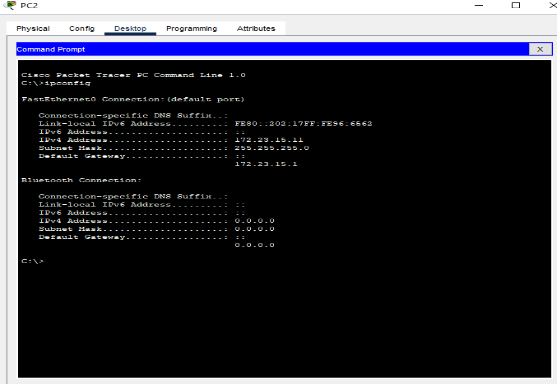 PC2
Physical Config Desktop Programming Attributes
Command Prompt X
Cisco Packet Tracer PC Command Line 1.0
C:\>ipconfig
FastEthernet0 Connection:(default port)
Connection-specific DNS Suffix..:
Link-local IPv6 Address.........: FE80::202:17FF:FE96:6562
IPv6 Address....................: ::
IPv4 Address....................: 172.23.15.11
Subnet Mask.....................: 255.255.255.0
Default Gateway.................: ::
172.23.15.1
Bluetooth Connection:
Connection-specific DNS Suffix..:
Link-local IPv6 Address.........: ::
IPv6 Address....................: ::
IPv4 Address....................: 0.0.0.0
Subnet Mask.....................: 0.0.0.0
Default Gateway.................: ::
0.0.0.0
C:\>